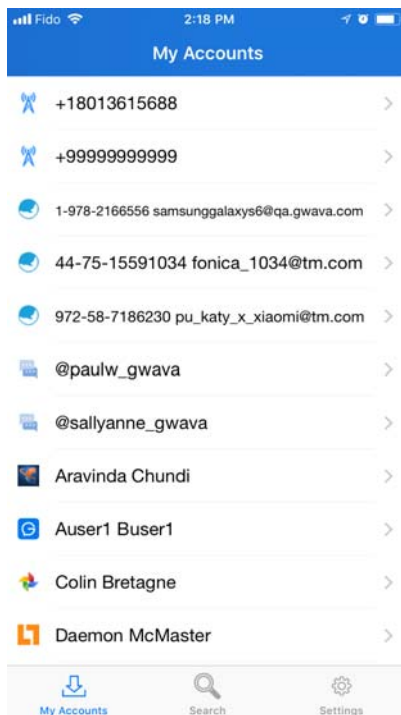 Fido 2:18 PM
My Accounts
+18013615688
+99999999999
1-978-2166556 samsunggalaxys6@qa.gwava.com
44-75-15591034 fonica_1034@tm.com
972-58-7186230 pu_katy_x_xiaomi@tm.com
@paulw_gwava
@sallyanne_gwava
Aravinda Chundi
Auser1 Buser1
Colin Bretagne
Daemon McMaster
My Accounts Search Settings